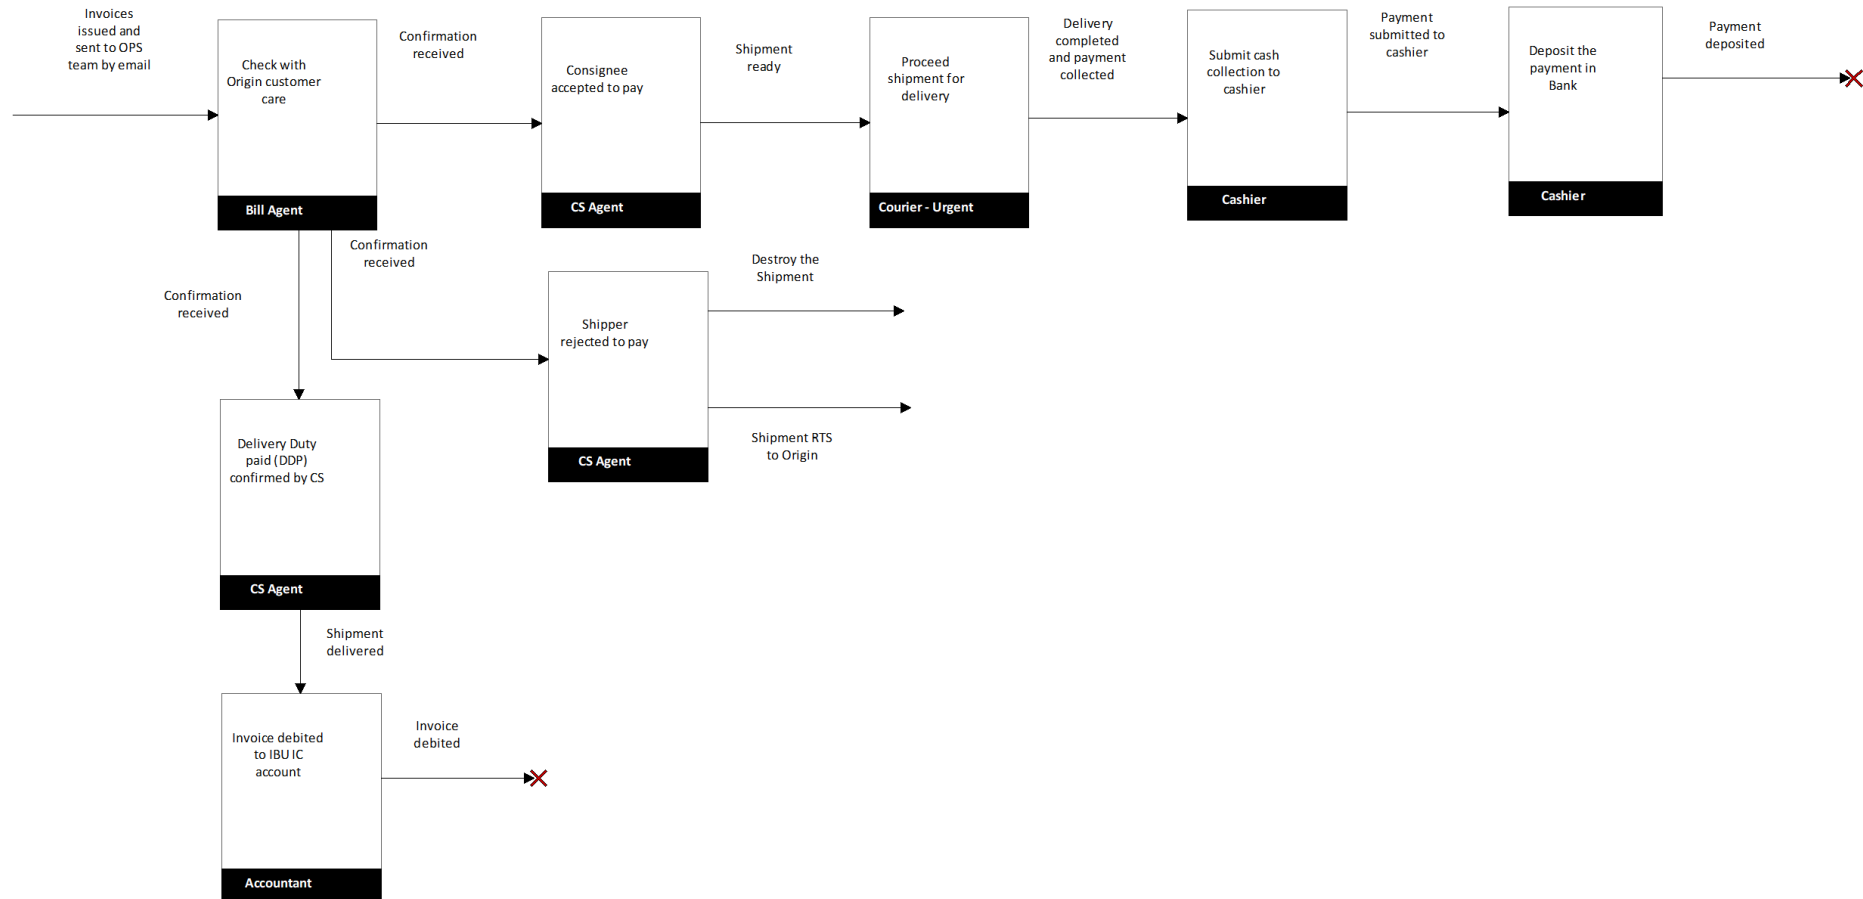 Invoices
issued and
sent to OPS
team by email
Check with
Origin customer
care
Bill Agent
Confirmation
received
Consignee
accepted to pay
CS Agent
Shipment
ready
Proceed
shipment for
delivery
Courier - Urgent
Delivery
completed
and payment
collected
Submit cash
collection to
cashier
Cashier
Payment
submitted to
cashier
Deposit the
payment in
Bank
Cashier
Payment
deposited
Confirmation
received
Confirmation
received
Shipper
rejected to pay
CS Agent
Destroy the
Shipment
Shipment RTS
to Origin
Delivery Duty
paid (DDP)
confirmed by CS
CS Agent
Shipment
delivered
Invoice debited
to IBU IC
account
Accountant
Invoice
debited